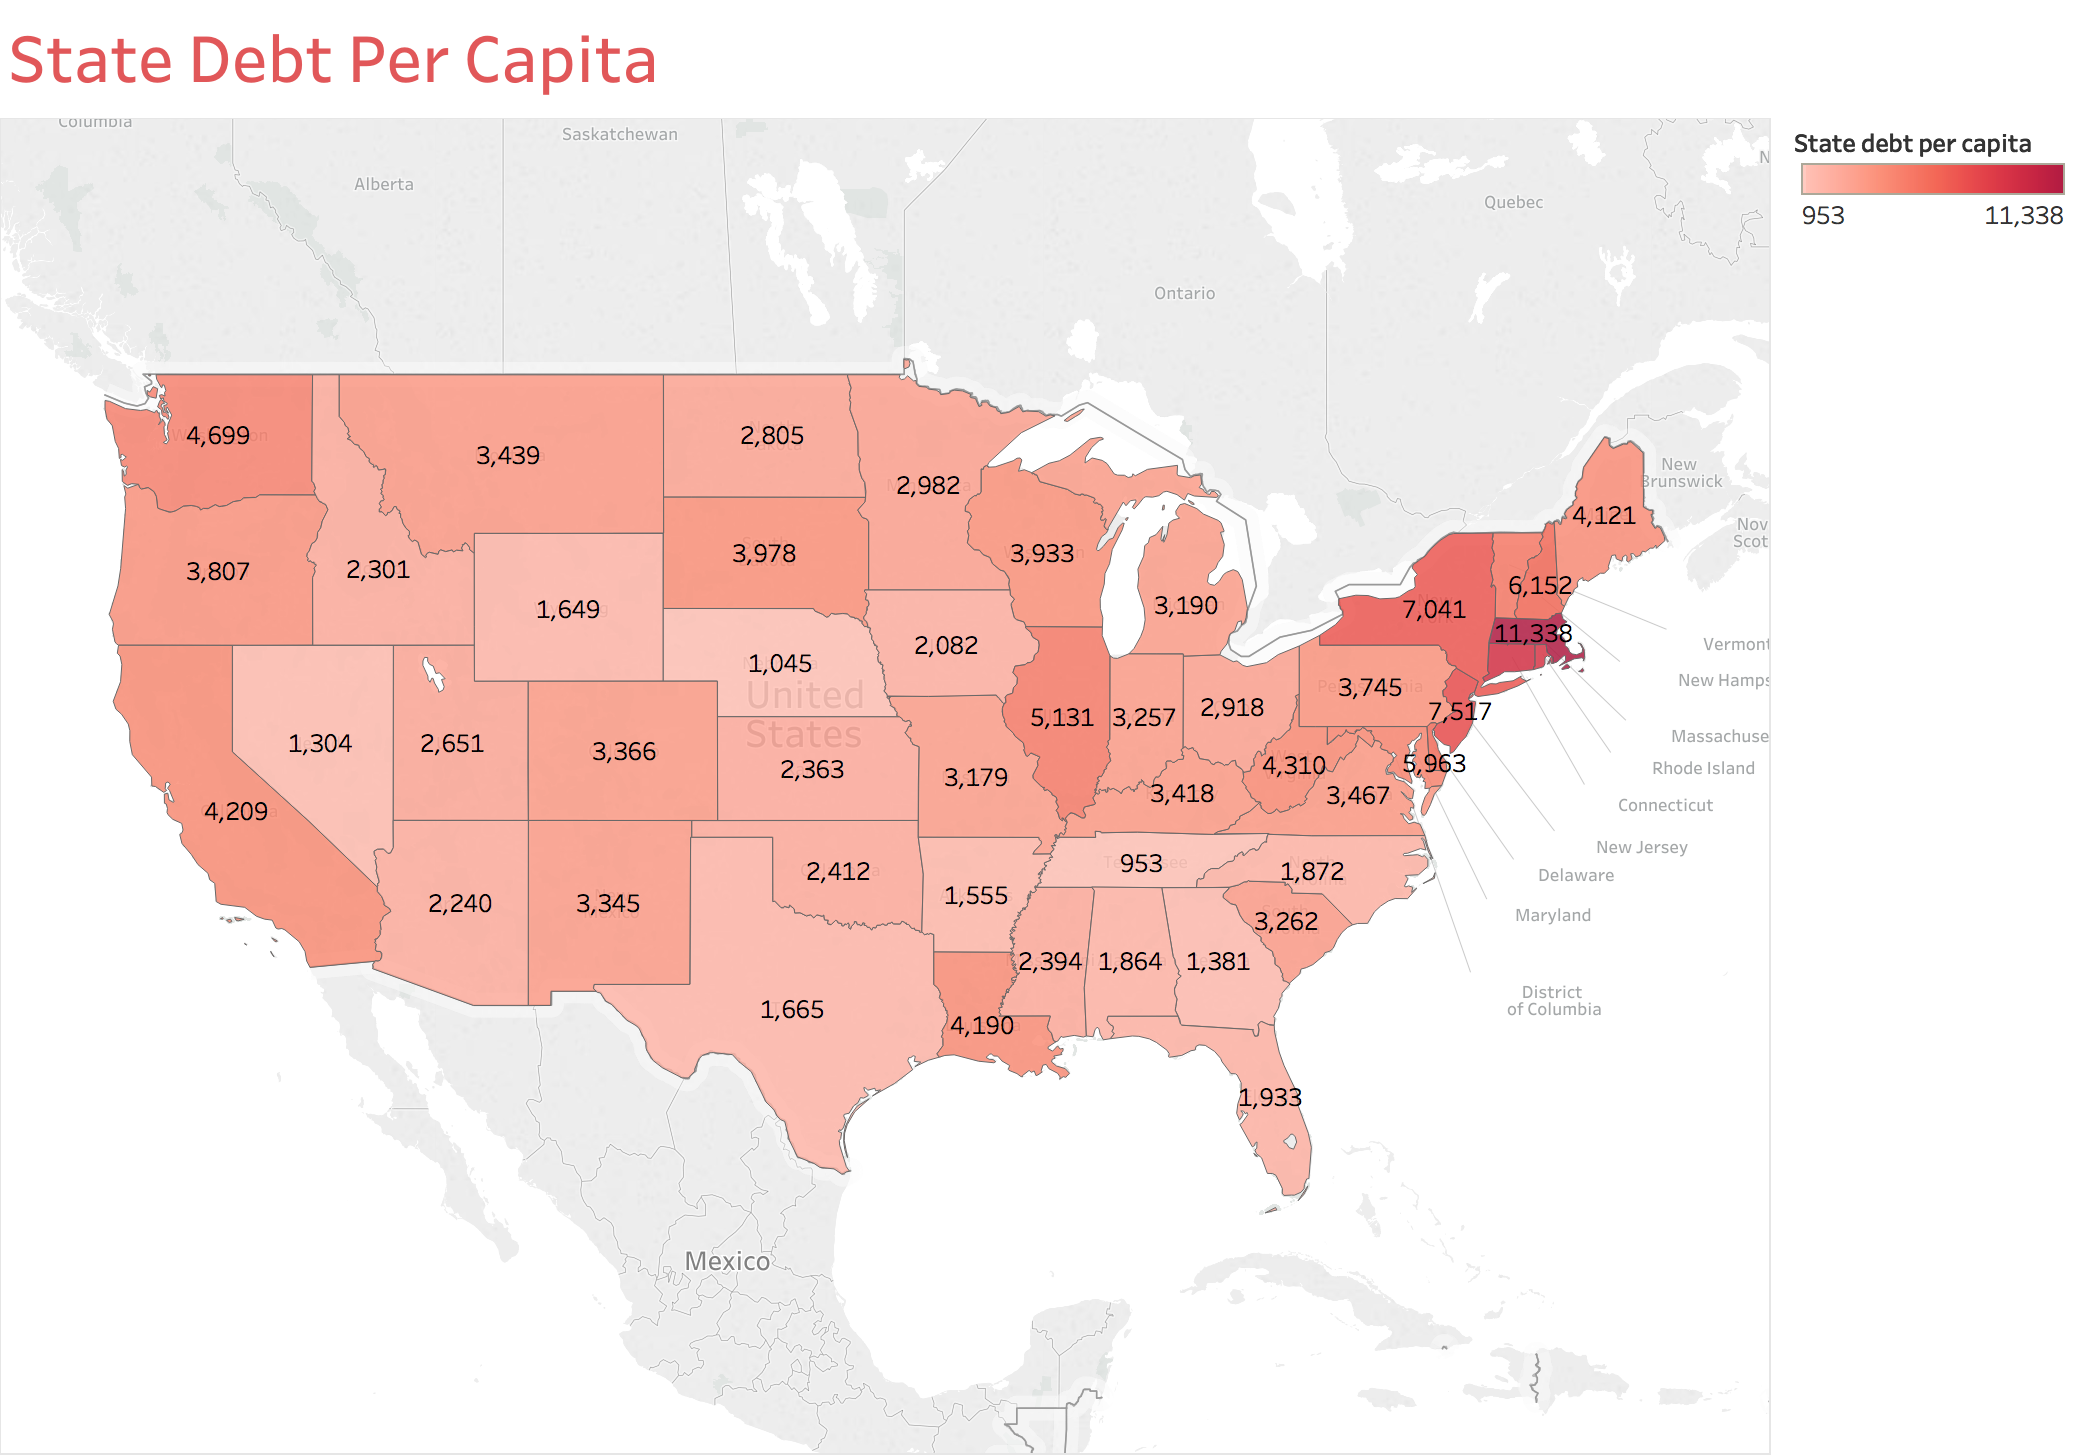 State Debt Per Capita
Columbia
Saskatchewan
Alberta
Quebec
Ontario
State debt per capita
953
11,338
New
Brunswick
Nov
Scot
4,699
3,439
2,805
2,982
3,933
3,190
3,807
2,301
1,649
3,978
1,045
2,082
4,121
6,152
7,041
11,338
United
States
1,304
2,651
3,366
2,363
3,179
5,131
3,257
2,918
3,745
7,517
5,963
4,310
3,467
3,418
4,209
2,240
3,345
2,412
1,555
953
1,872
3,262
2,394
1,864
1,381
1,665
4,190
1,933
Vermont
New Hamps
Massachuse
Rhode Island
Connecticut
New Jersey
Delaware
Maryland
District
of Columbia
Mexico